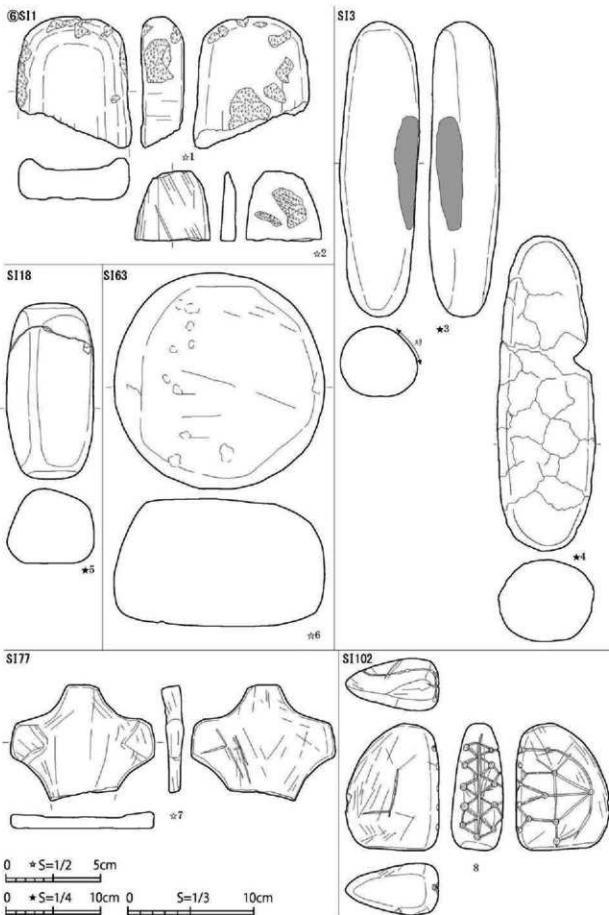 ⑥SI1
☆1
☆2
SI3
★3
★4
SI18
★5
SI63
☆6
SI77
☆7
SI102
8
0 ☆S=1/2 5cm
0 ★S=1/4 10cm
0 S=1/3 10cm